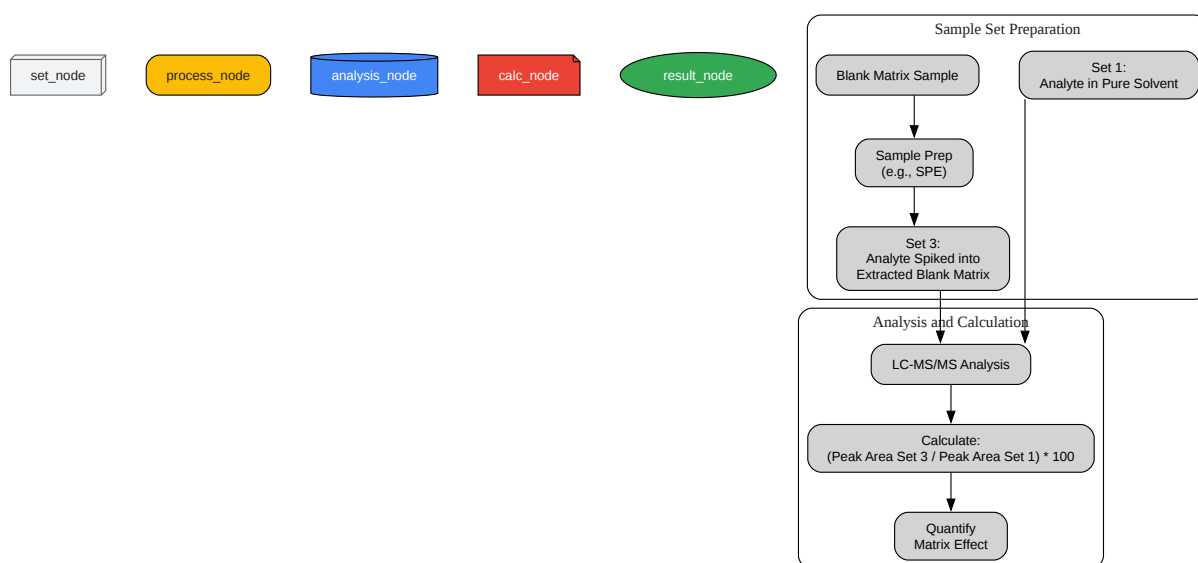 set_node
process_node
analysis_node
calc_node
result_node
Sample Set Preparation
Blank Matrix Sample
Set 1:
Analyte in Pure Solvent
Sample Prep
(e.g., SPE)
Set 3:
Analyte Spiked into
Extracted Blank Matrix
Analysis and Calculation
LC-MS/MS Analysis
Calculate:
(Peak Area Set 3 / Peak Area Set 1) * 100
Quantify
Matrix Effect